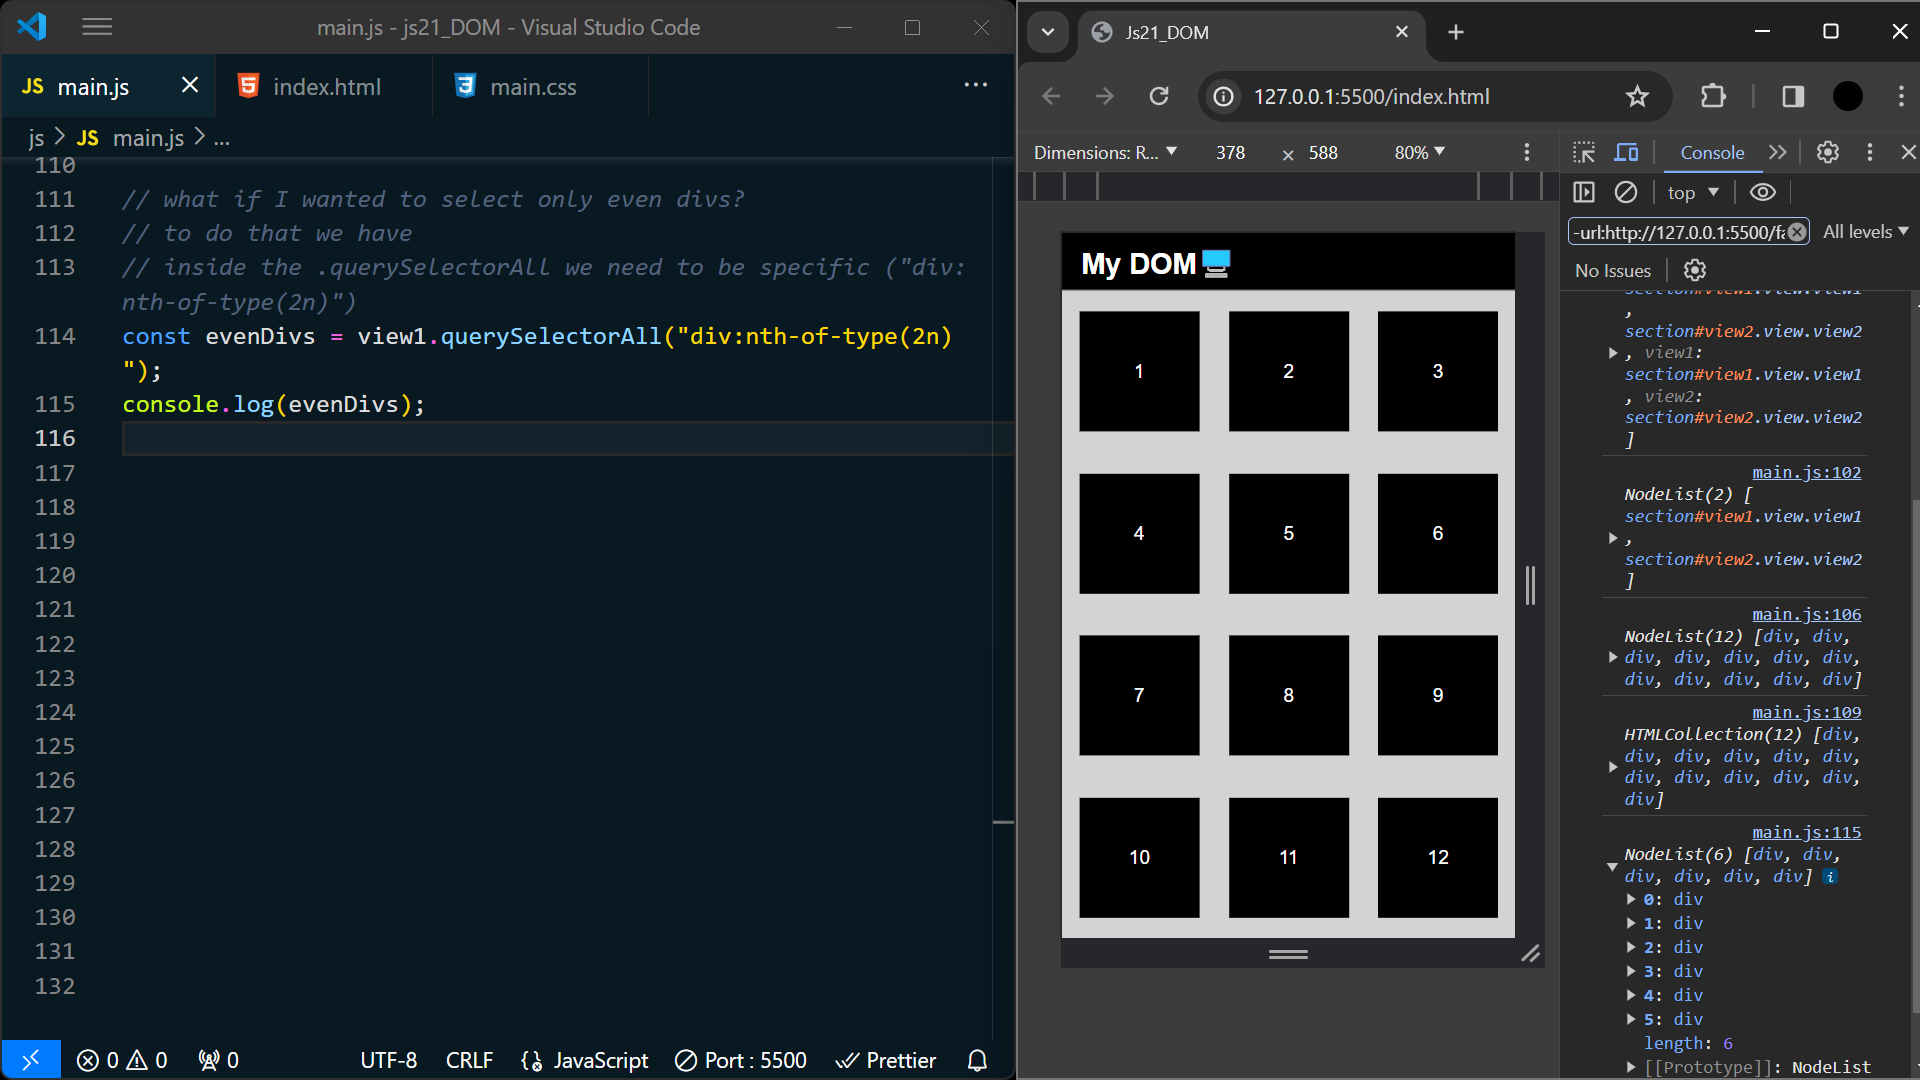 main.js - js21_DOM - Visual Studio Code
JS main.js
index.html
main.css
js > JS main.js > ...
110
111 // what if I wanted to select only even divs?
112 // to do that we have
113 // inside the .querySelectorAll we need to be specific ("div:
nth-of-type(2n)")
114 const evenDivs = view1.querySelectorAll("div:nth-of-type(2n)
");
115 console.log(evenDivs);
116
117
118
119
120
121
122
123
124
125
126
127
128
129
130
131
132
0 0 0 UTF-8 CRLF {} JavaScript Port : 5500 Prettier
Js21_DOM
127.0.0.1:5500/index.html
Dimensions: R... 378 × 588 80%
My DOM
1 2 3
4 5 6
7 8 9
10 11 12
Console
top
-url:http://127.0.0.1:5500/fa All levels
No Issues
section#view1.view.view1
,
section#view2.view.view2
, view1:
section#view1.view.view1
, view2:
section#view2.view.view2
]
main.js:102
NodeList(2) [
section#view1.view.view1
,
section#view2.view.view2
]
main.js:106
NodeList(12) [div, div,
div, div, div, div, div,
div, div, div, div, div]
main.js:109
HTMLCollection(12) [div,
div, div, div, div, div,
div, div, div, div, div,
div]
main.js:115
NodeList(6) [div, div,
div, div, div, div] i
0: div
1: div
2: div
3: div
4: div
5: div
length: 6
[[Prototype]]: NodeList